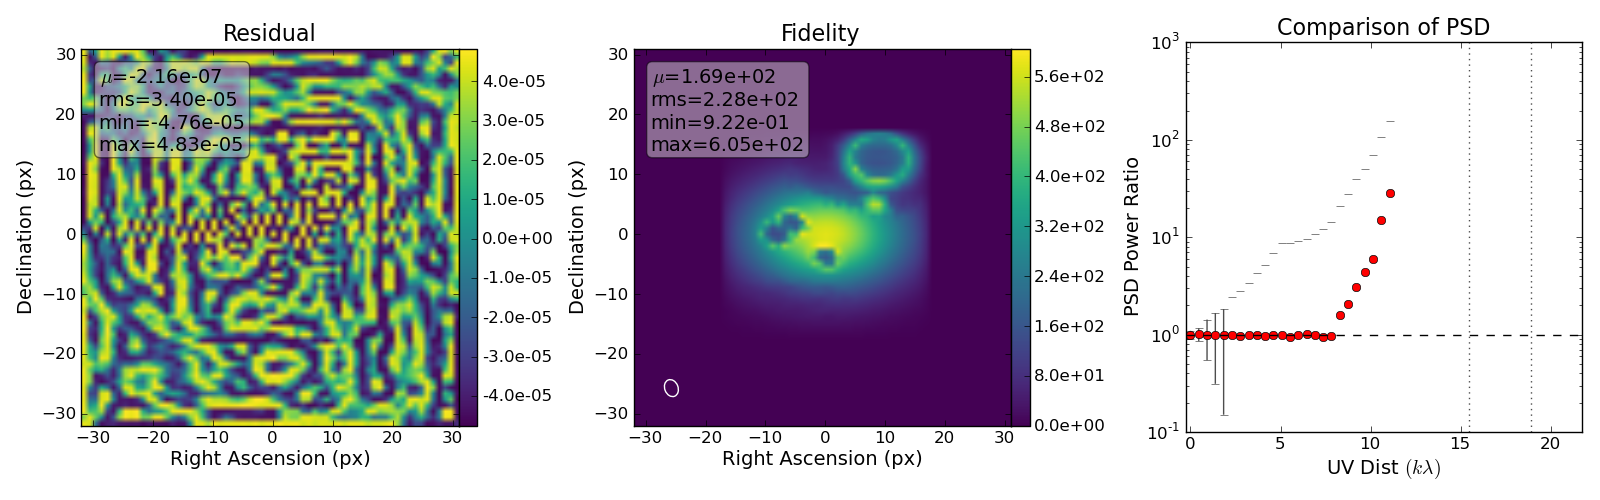 Residual
μ=-2.16e-07
rms=3.40e-05
min=-4.76e-05
max=4.83e-05
30
20
10
0
−10
−20
−30
Declination (px)
−30
−20
−10
0
10
20
30
Right Ascension (px)
4.0e-05
3.0e-05
2.0e-05
1.0e-05
0.0e+00
-1.0e-05
-2.0e-05
-3.0e-05
-4.0e-05
Fidelity
μ=1.69e+02
rms=2.28e+02
min=9.22e-01
max=6.05e+02
30
20
10
0
−10
−20
−30
Declination (px)
−30
−20
−10
0
10
20
30
Right Ascension (px)
5.6e+02
4.8e+02
4.0e+02
3.2e+02
2.4e+02
1.6e+02
8.0e+01
0.0e+00
Comparison of PSD
10³
10²
10¹
10⁰
10⁻¹
PSD Power Ratio
0
5
10
15
20
UV Dist (kλ)